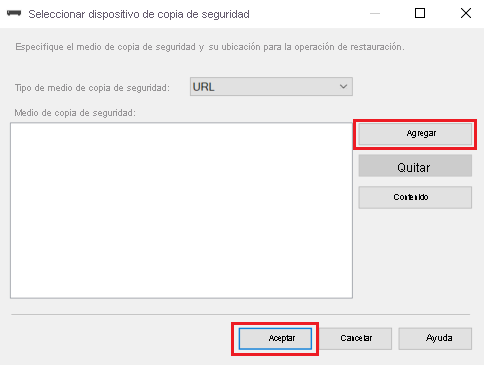 Seleccionar dispositivo de copia de seguridad
Especifique el medio de copia de seguridad y su ubicación para la operación de restauración.
Tipo de medio de copia de seguridad: URL
Medio de copia de seguridad:
Agregar
Quitar
Contenido
Aceptar Cancelar Ayuda